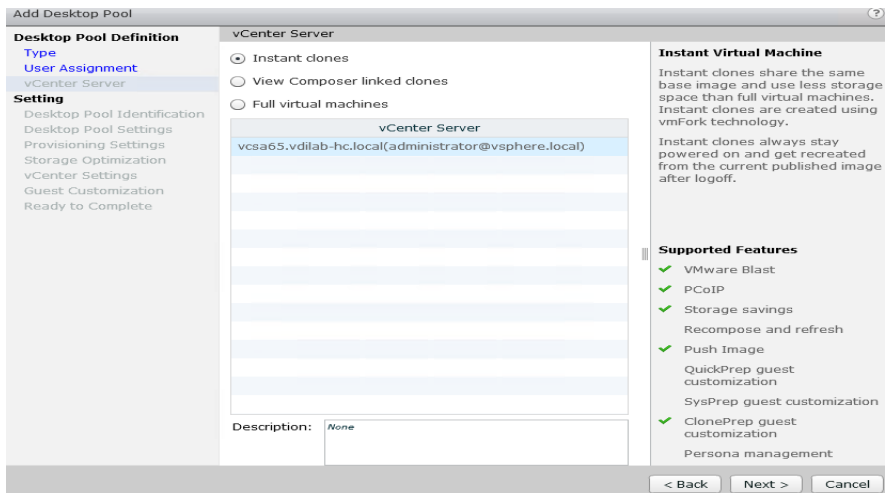 Add Desktop Pool
?
Desktop Pool Definition
Type
User Assignment
vCenter Server
Setting
Desktop Pool Identification
Desktop Pool Settings
Provisioning Settings
Storage Optimization
vCenter Settings
Guest Customization
Ready to Complete
vCenter Server
Instant clones
View Composer linked clones
Full virtual machines
vCenter Server
vcsa65.vdilab-hc.local(administrator@vsphere.local)
Description:
None
Instant Virtual Machine
Instant clones share the same
base image and use less storage
space than full virtual machines.
Instant clones are created using
vmFork technology.
Instant clones always stay
powered on and get recreated
from the current published image
after logoff.
Supported Features
VMware Blast
PCoIP
Storage savings
Recompose and refresh
Push Image
QuickPrep guest
customization
SysPrep guest customization
ClonePrep guest
customization
Persona management
< Back
Next >
Cancel